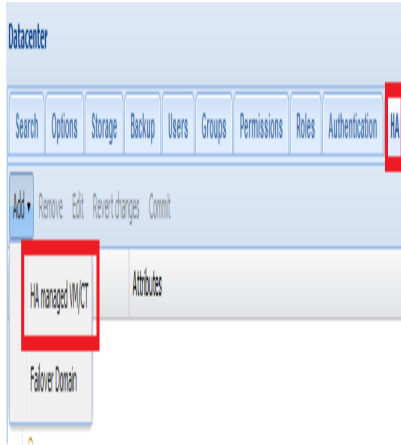 Datacenter
Search Options Storage Backup Users Groups Permissions Roles Authentication HA
Add Remove Edit Revert changes Commit
Attributes
HA managed VM/CT
Failover Domain